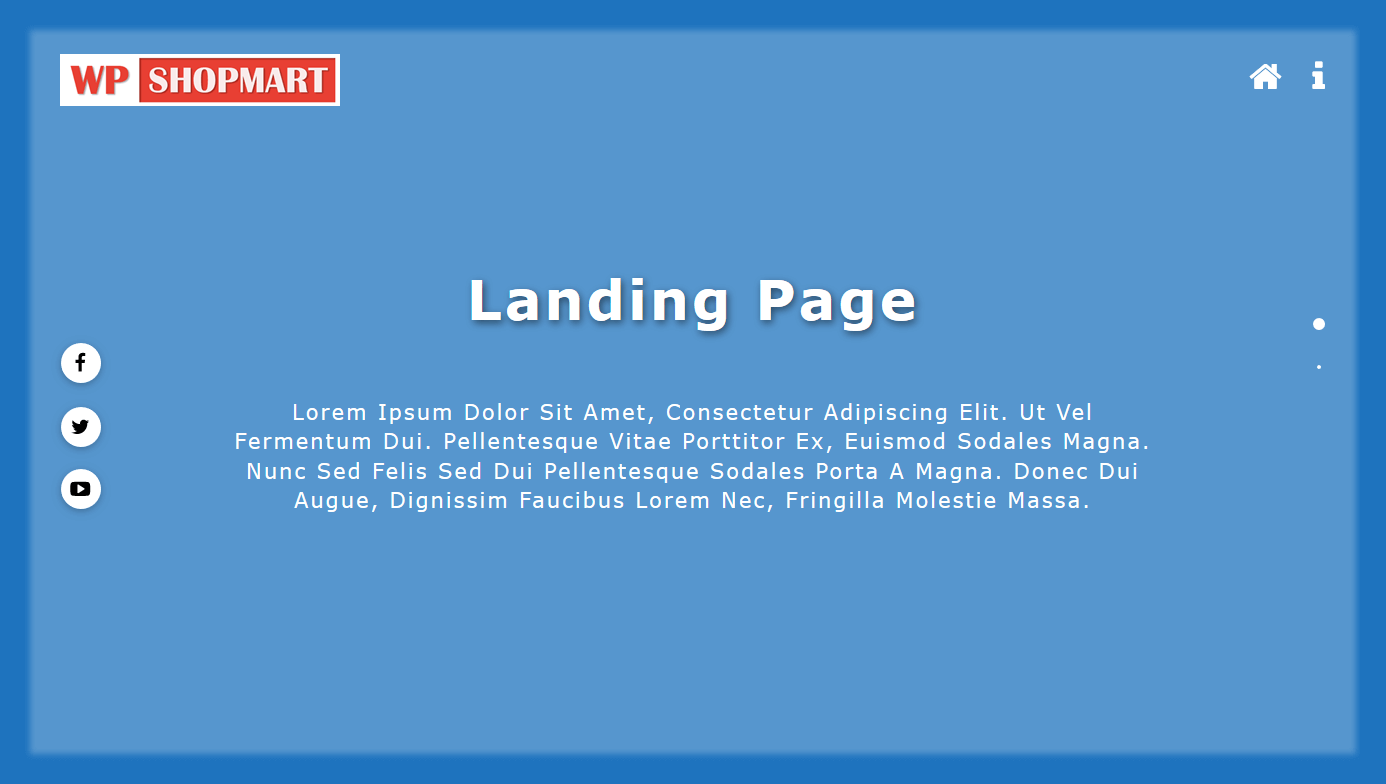 WP SHOPMART
Landing Page
Lorem Ipsum Dolor Sit Amet, Consectetur Adipiscing Elit. Ut Vel
Fermentum Dui. Pellentesque Vitae Porttitor Ex, Euismod Sodales Magna.
Nunc Sed Felis Sed Dui Pellentesque Sodales Porta A Magna. Donec Dui
Augue, Dignissim Faucibus Lorem Nec, Fringilla Molestie Massa.